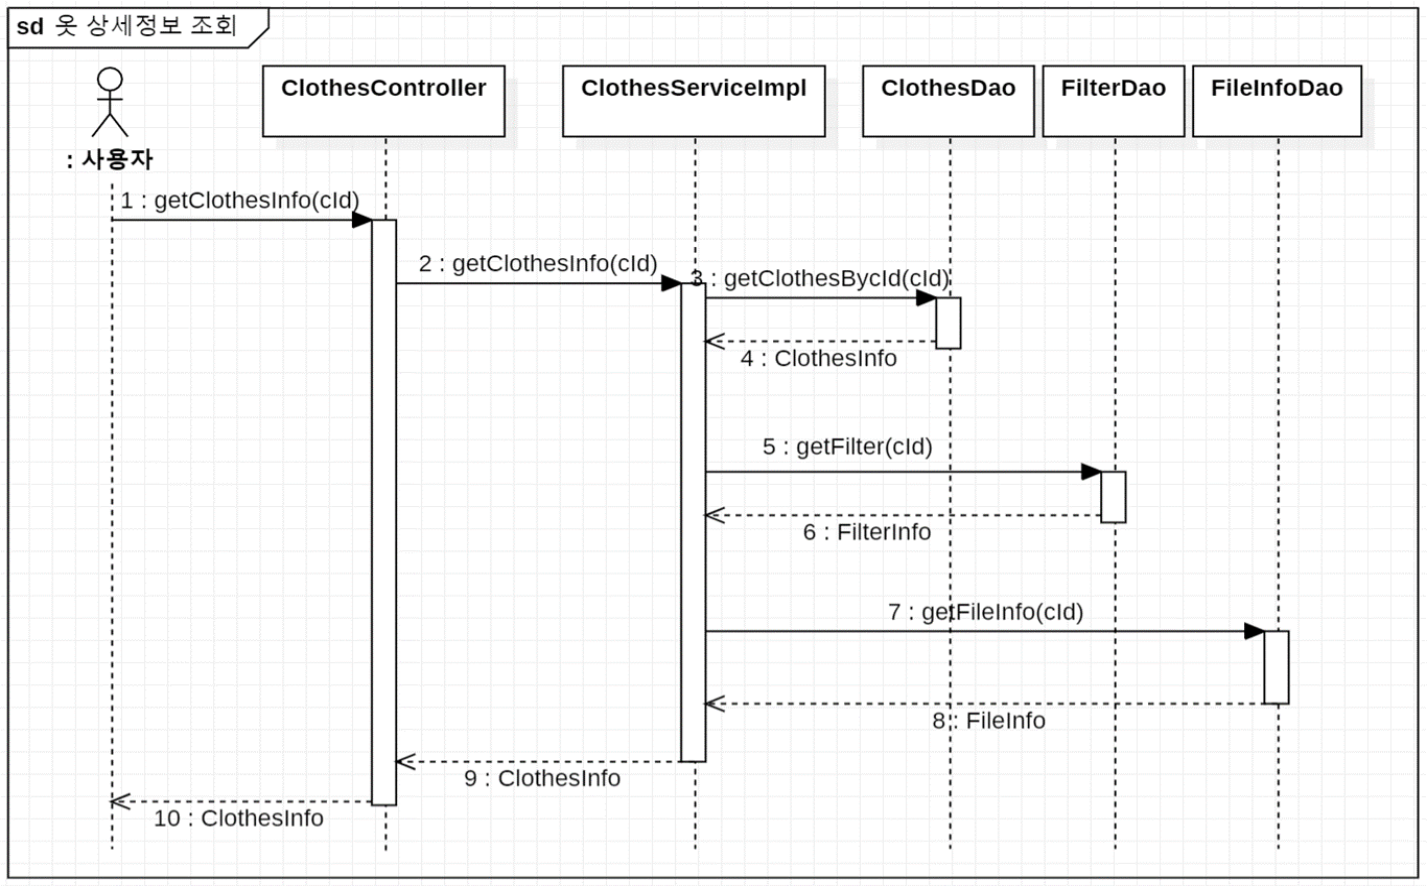 sd 옷 상세정보 조회
: 사용자
ClothesController
ClothesServiceImpl
ClothesDao
FilterDao
FileInfoDao
1 : getClothesInfo(cId)
2 : getClothesInfo(cId)
3 : getClothesBycId(cId)
4 : ClothesInfo
5 : getFilter(cId)
6 : FilterInfo
7 : getFileInfo(cId)
8 : FileInfo
9 : ClothesInfo
10 : ClothesInfo